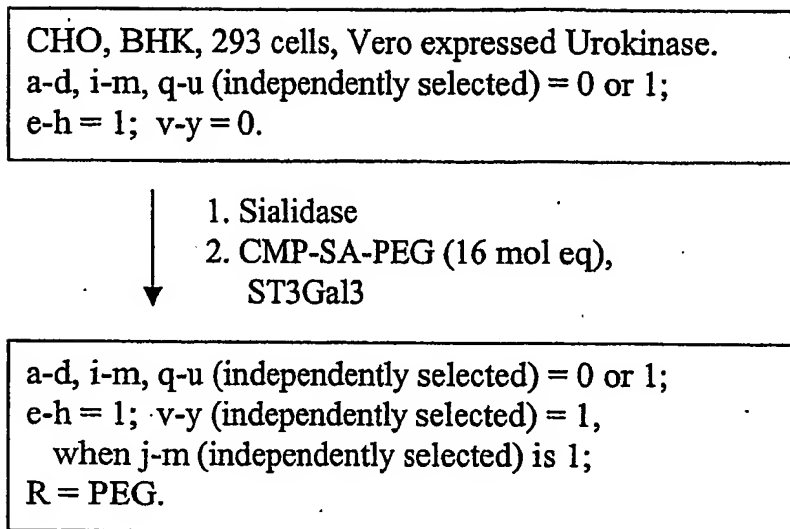 CHO, BHK, 293 cells, Vero expressed Urokinase.
a-d, i-m, q-u (independently selected) = 0 or 1;
e-h = 1; v-y = 0.
1. Sialidase
2. CMP-SA-PEG (16 mol eq),
ST3Gal3
a-d, i-m, q-u (independently selected) = 0 or 1;
e-h = 1; v-y (independently selected) = 1,
when j-m (independently selected) is 1;
R = PEG.